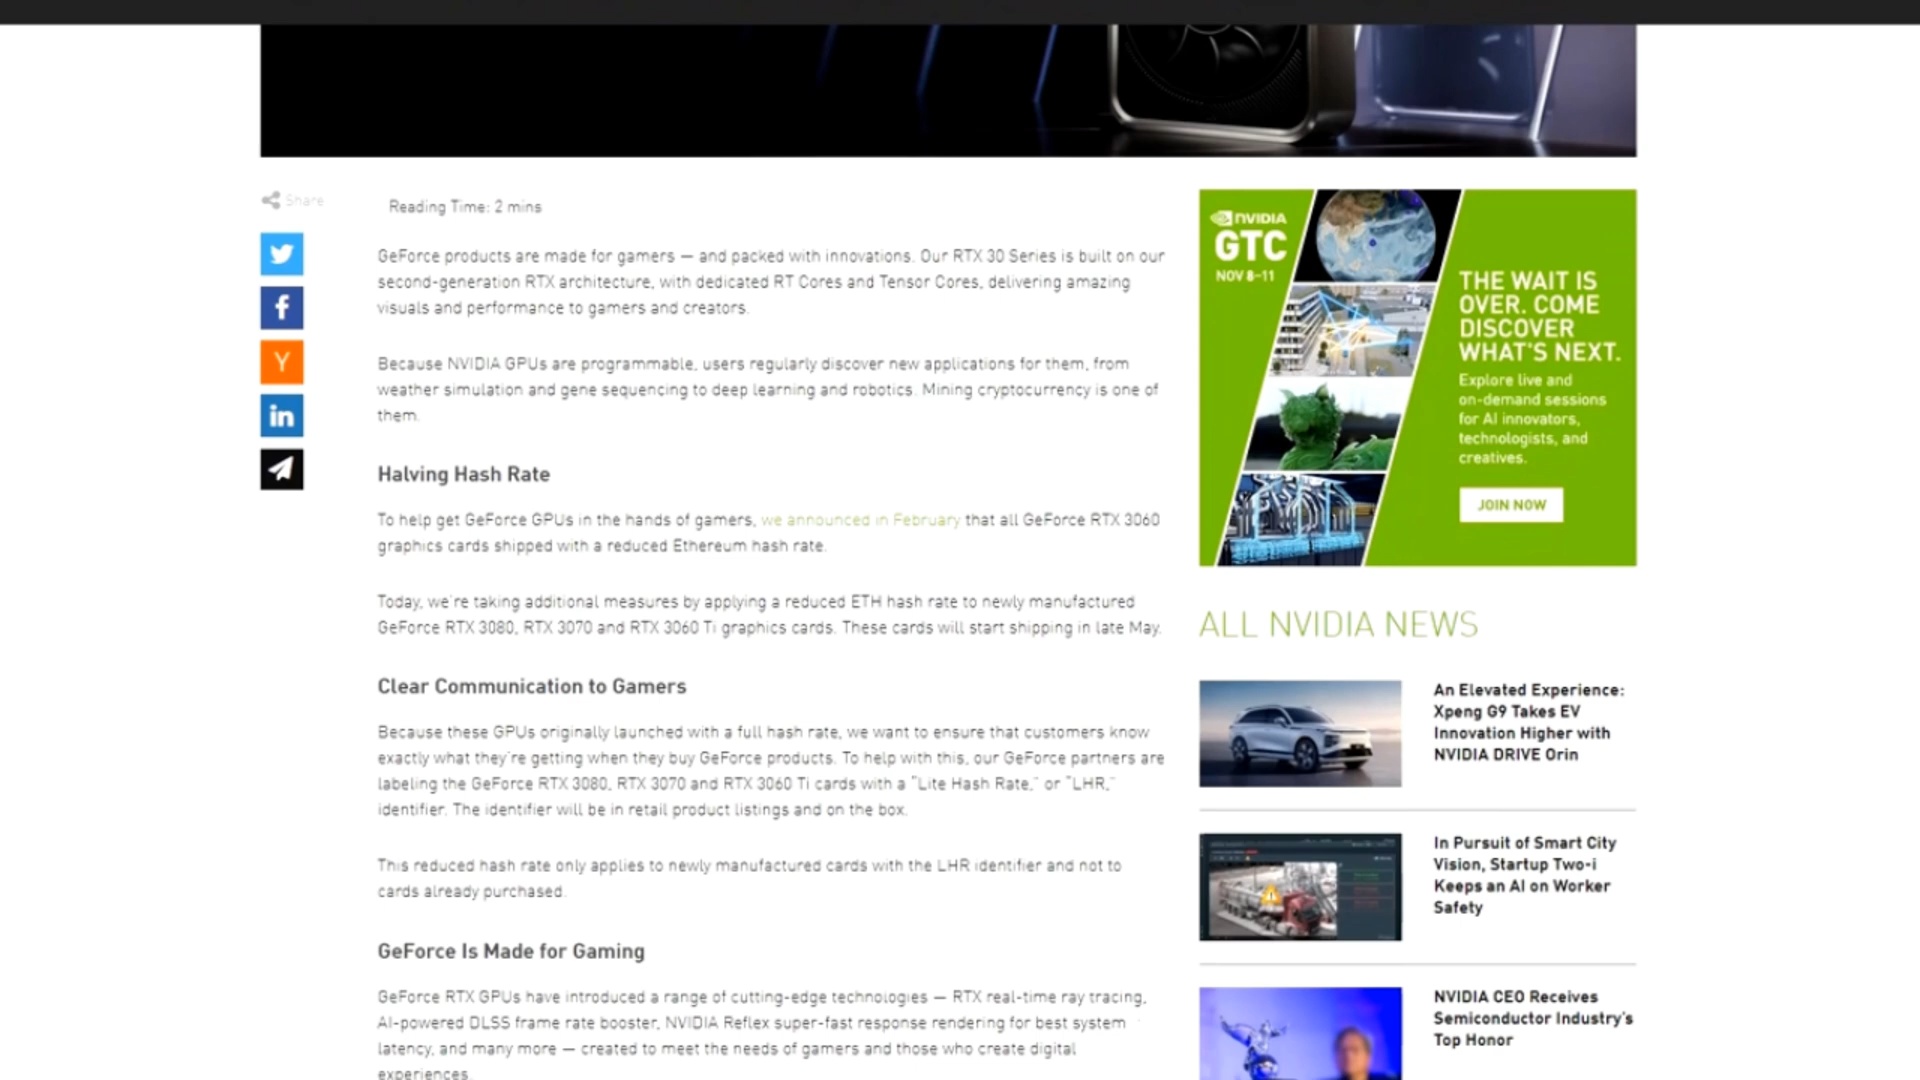 Share
Reading Time: 2 mins
GeForce products are made for gamers — and packed with innovations. Our RTX 30 Series is built on our
second-generation RTX architecture, with dedicated RT Cores and Tensor Cores, delivering amazing
visuals and performance to gamers and creators.
Because NVIDIA GPUs are programmable, users regularly discover new applications for them, from
weather simulation and gene sequencing to deep learning and robotics. Mining cryptocurrency is one of
them.
Halving Hash Rate
To help get GeForce GPUs in the hands of gamers, we announced in February that all GeForce RTX 3060
graphics cards shipped with a reduced Ethereum hash rate.
Today, we're taking additional measures by applying a reduced ETH hash rate to newly manufactured
GeForce RTX 3080, RTX 3070 and RTX 3060 Ti graphics cards. These cards will start shipping in late May.
Clear Communication to Gamers
Because these GPUs originally launched with a full hash rate, we want to ensure that customers know
exactly what they're getting when they buy GeForce products. To help with this, our GeForce partners are
labeling the GeForce RTX 3080, RTX 3070 and RTX 3060 Ti cards with a "Lite Hash Rate," or "LHR,"
identifier. The identifier will be in retail product listings and on the box.
This reduced hash rate only applies to newly manufactured cards with the LHR identifier and not to
cards already purchased.
GeForce Is Made for Gaming
GeForce RTX GPUs have introduced a range of cutting-edge technologies — RTX real-time ray tracing,
AI-powered DLSS frame rate booster, NVIDIA Reflex super-fast response rendering for best system
latency, and many more — created to meet the needs of gamers and those who create digital
experiences.
NVIDIA
GTC
NOV 8–11
THE WAIT IS
OVER. COME
DISCOVER
WHAT'S NEXT.
Explore live and
on-demand sessions
for AI innovators,
technologists, and
creatives.
JOIN NOW
ALL NVIDIA NEWS
An Elevated Experience:
Xpeng G9 Takes EV
Innovation Higher with
NVIDIA DRIVE Orin
In Pursuit of Smart City
Vision, Startup Two-i
Keeps an AI on Worker
Safety
NVIDIA CEO Receives
Semiconductor Industry's
Top Honor